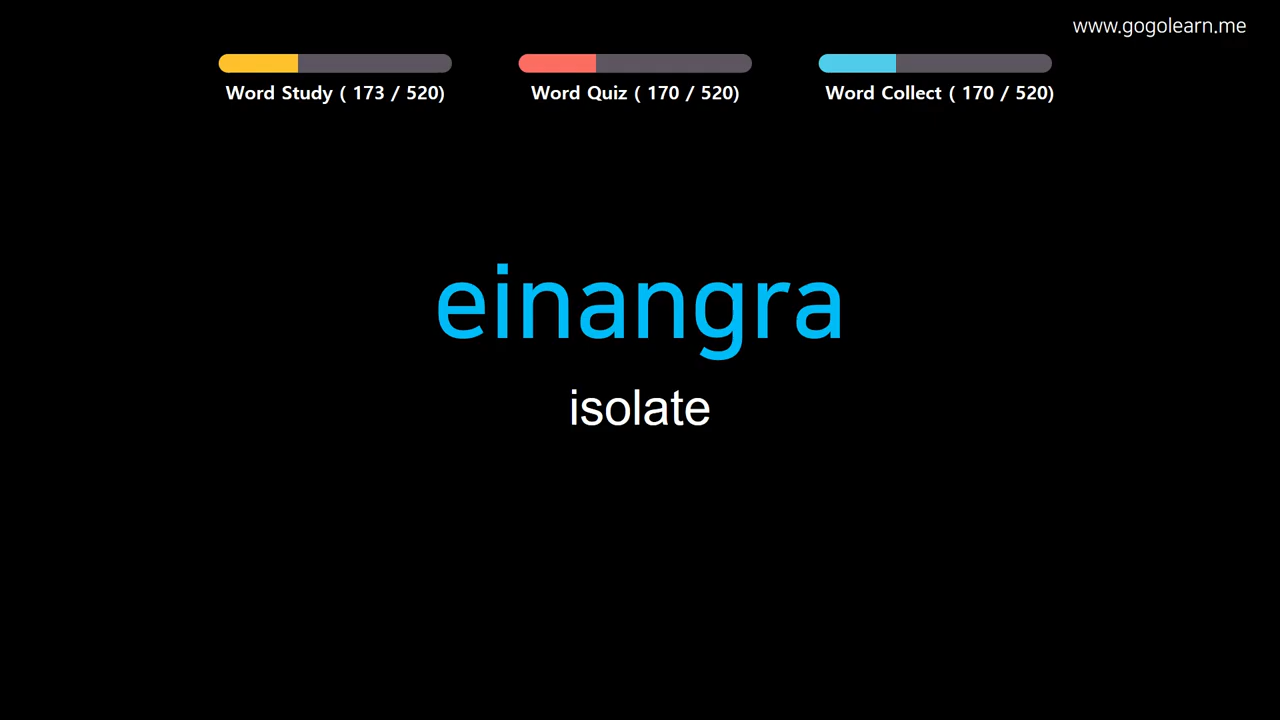 www.gogolearn.me
Word Study ( 173 / 520)
Word Quiz ( 170 / 520)
Word Collect ( 170 / 520)
einangra
isolate